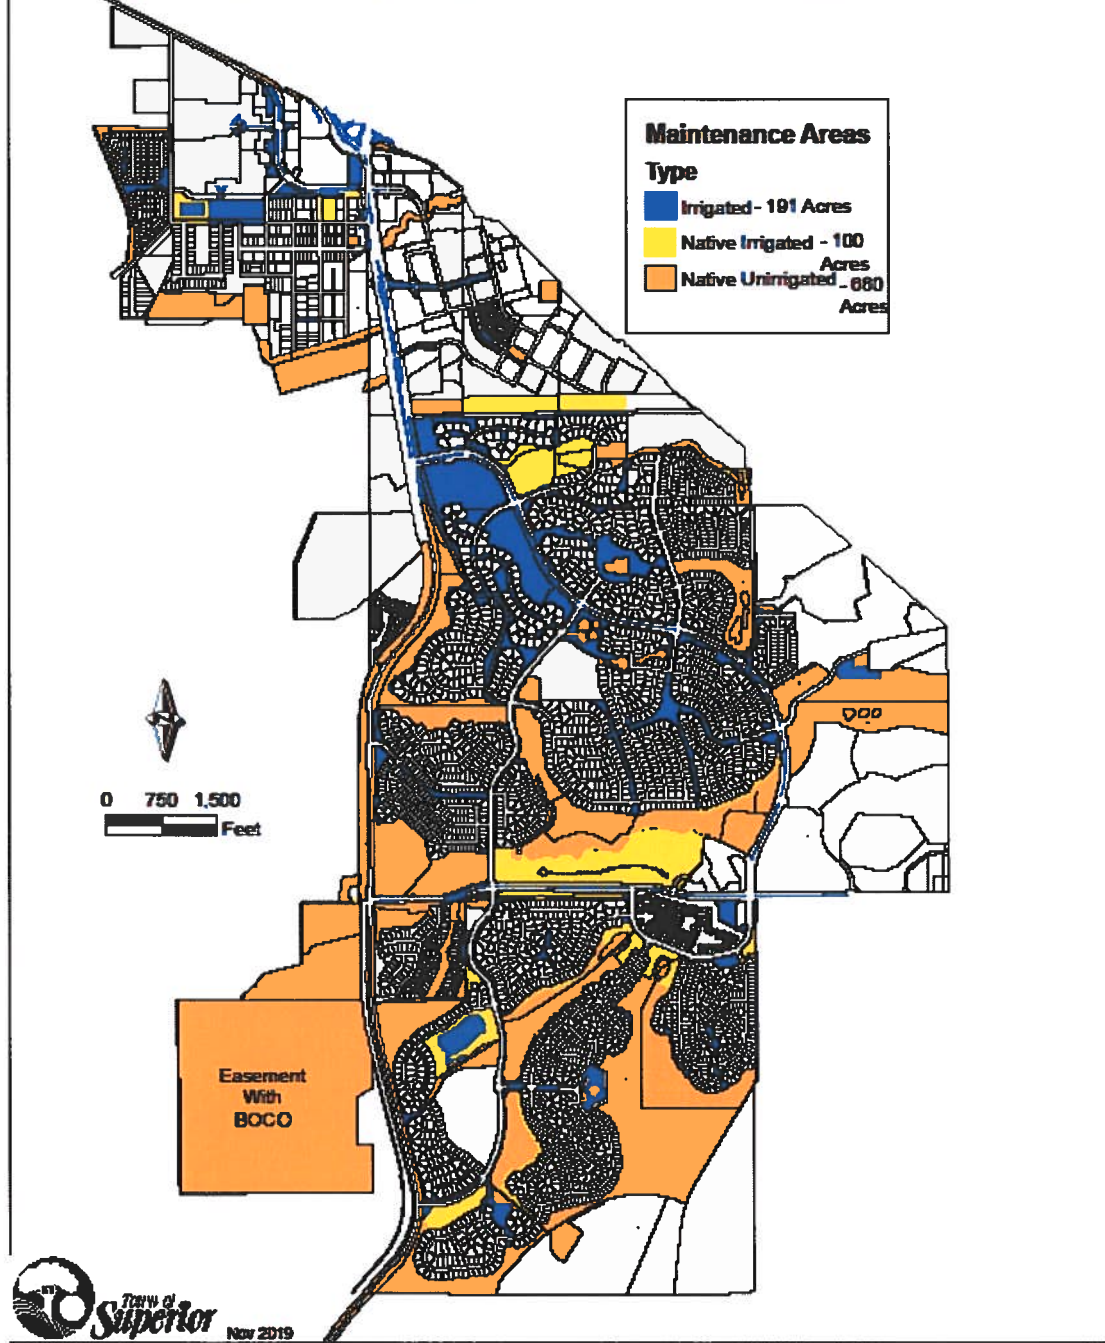 Maintenance Areas
Type
Irrigated - 191 Acres
Native Irrigated - 100
Acres
Native Unirrigated - 680
Acres
N
0 750 1,500
Feet
Easement
With
BOCO
Town of
Superior
Nov 2019